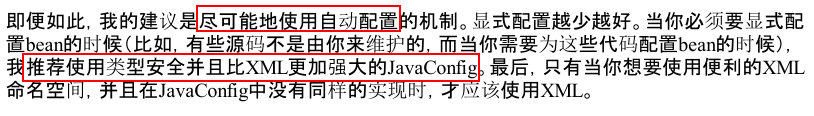 即便如此，我的建议是尽可能地使用自动配置的机制。显式配置越少越好。当你必须要显式配
置bean的时候（比如，有些源码不是由你来维护的，而当你需要为这些代码配置bean的时候），
我推荐使用类型安全并且比XML更加强大的JavaConfig。最后，只有当你想要使用便利的XML
命名空间，并且在JavaConfig中没有同样的实现时，才应该使用XML。